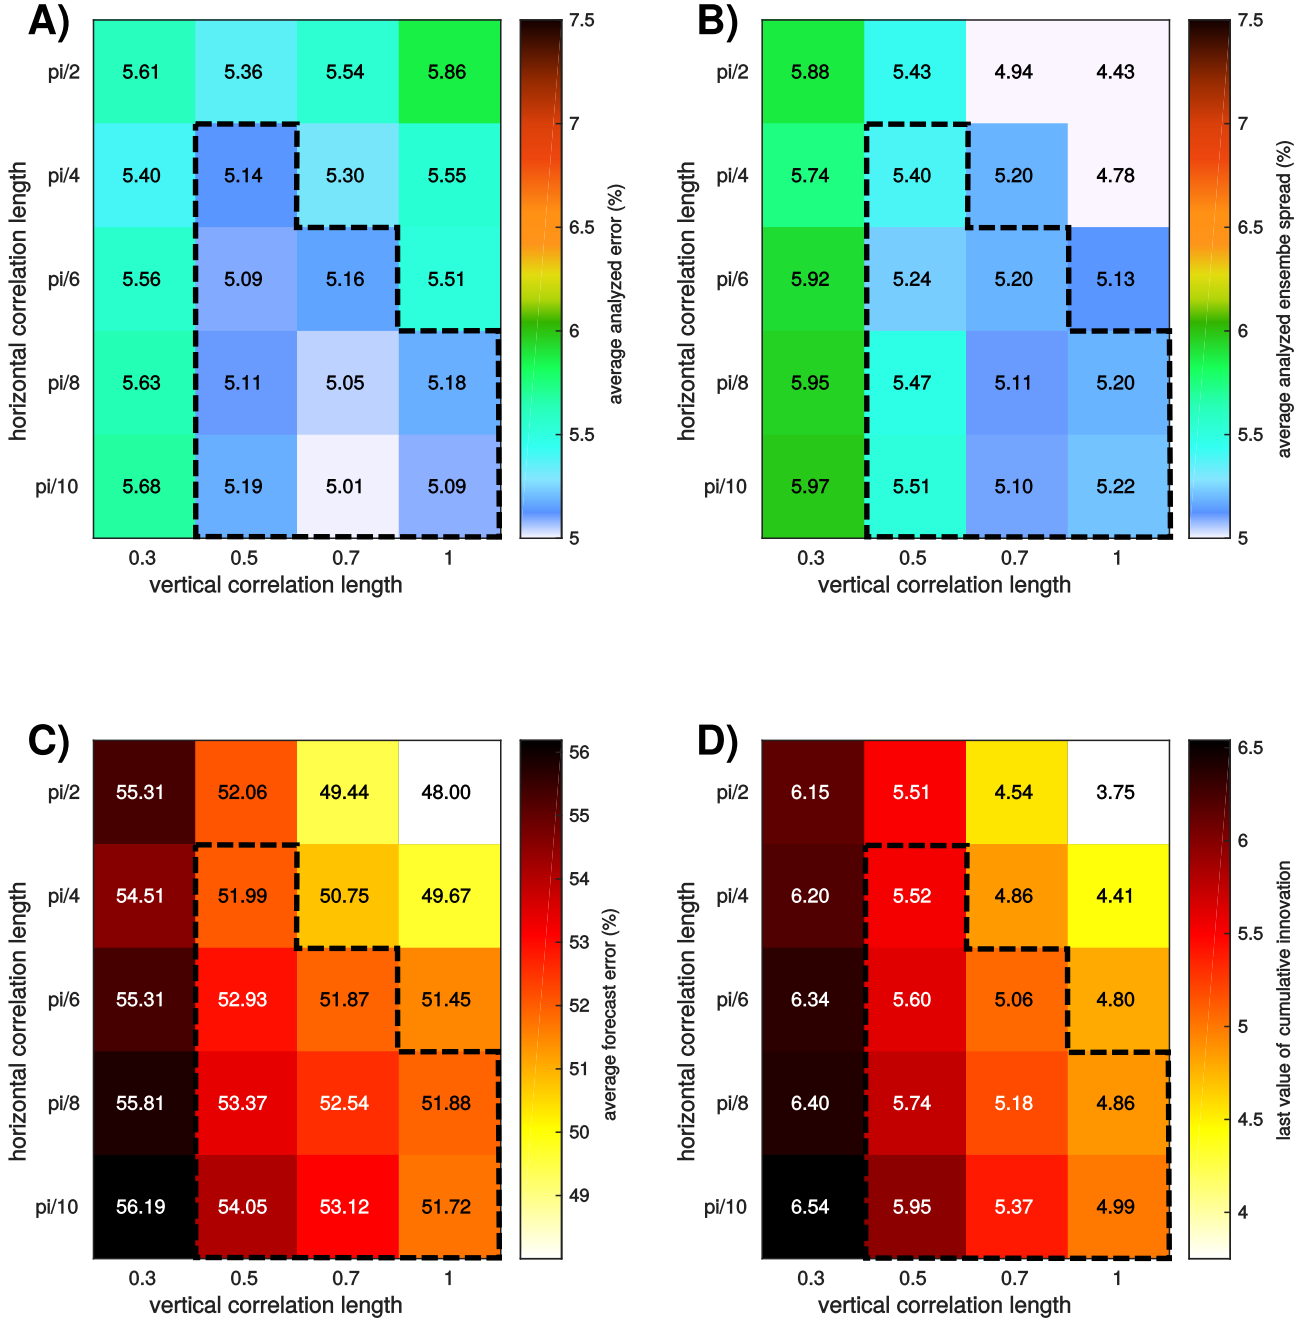 A)
7.5
pi/2 5.61 5.36 5.54 5.86
7
pi/4 5.40 5.14 5.30 5.55
6.5
pi/6 5.56 5.09 5.16 5.51
6
pi/8 5.63 5.11 5.05 5.18
5.5
pi/10 5.68 5.19 5.01 5.09
5
0.3 0.5 0.7 1
vertical correlation length
horizontal correlation length
average analyzed error (%)
B)
7.5
pi/2 5.88 5.43 4.94 4.43
7
pi/4 5.74 5.40 5.20 4.78
6.5
pi/6 5.92 5.24 5.20 5.13
6
pi/8 5.95 5.47 5.11 5.20
5.5
pi/10 5.97 5.51 5.10 5.22
5
0.3 0.5 0.7 1
vertical correlation length
horizontal correlation length
average analyzed ensembe spread (%)
C)
56
pi/2 55.31 52.06 49.44 48.00
55
54
pi/4 54.51 51.99 50.75 49.67
53
pi/6 55.31 52.93 51.87 51.45
52
51
pi/8 55.81 53.37 52.54 51.88
50
49
pi/10 56.19 54.05 53.12 51.72
0.3 0.5 0.7 1
vertical correlation length
horizontal correlation length
average forecast error (%)
D)
6.5
pi/2 6.15 5.51 4.54 3.75
6
pi/4 6.20 5.52 4.86 4.41
5.5
pi/6 6.34 5.60 5.06 4.80
5
pi/8 6.40 5.74 5.18 4.86
4.5
pi/10 6.54 5.95 5.37 4.99
4
0.3 0.5 0.7 1
vertical correlation length
horizontal correlation length
last value of cumulative innovation